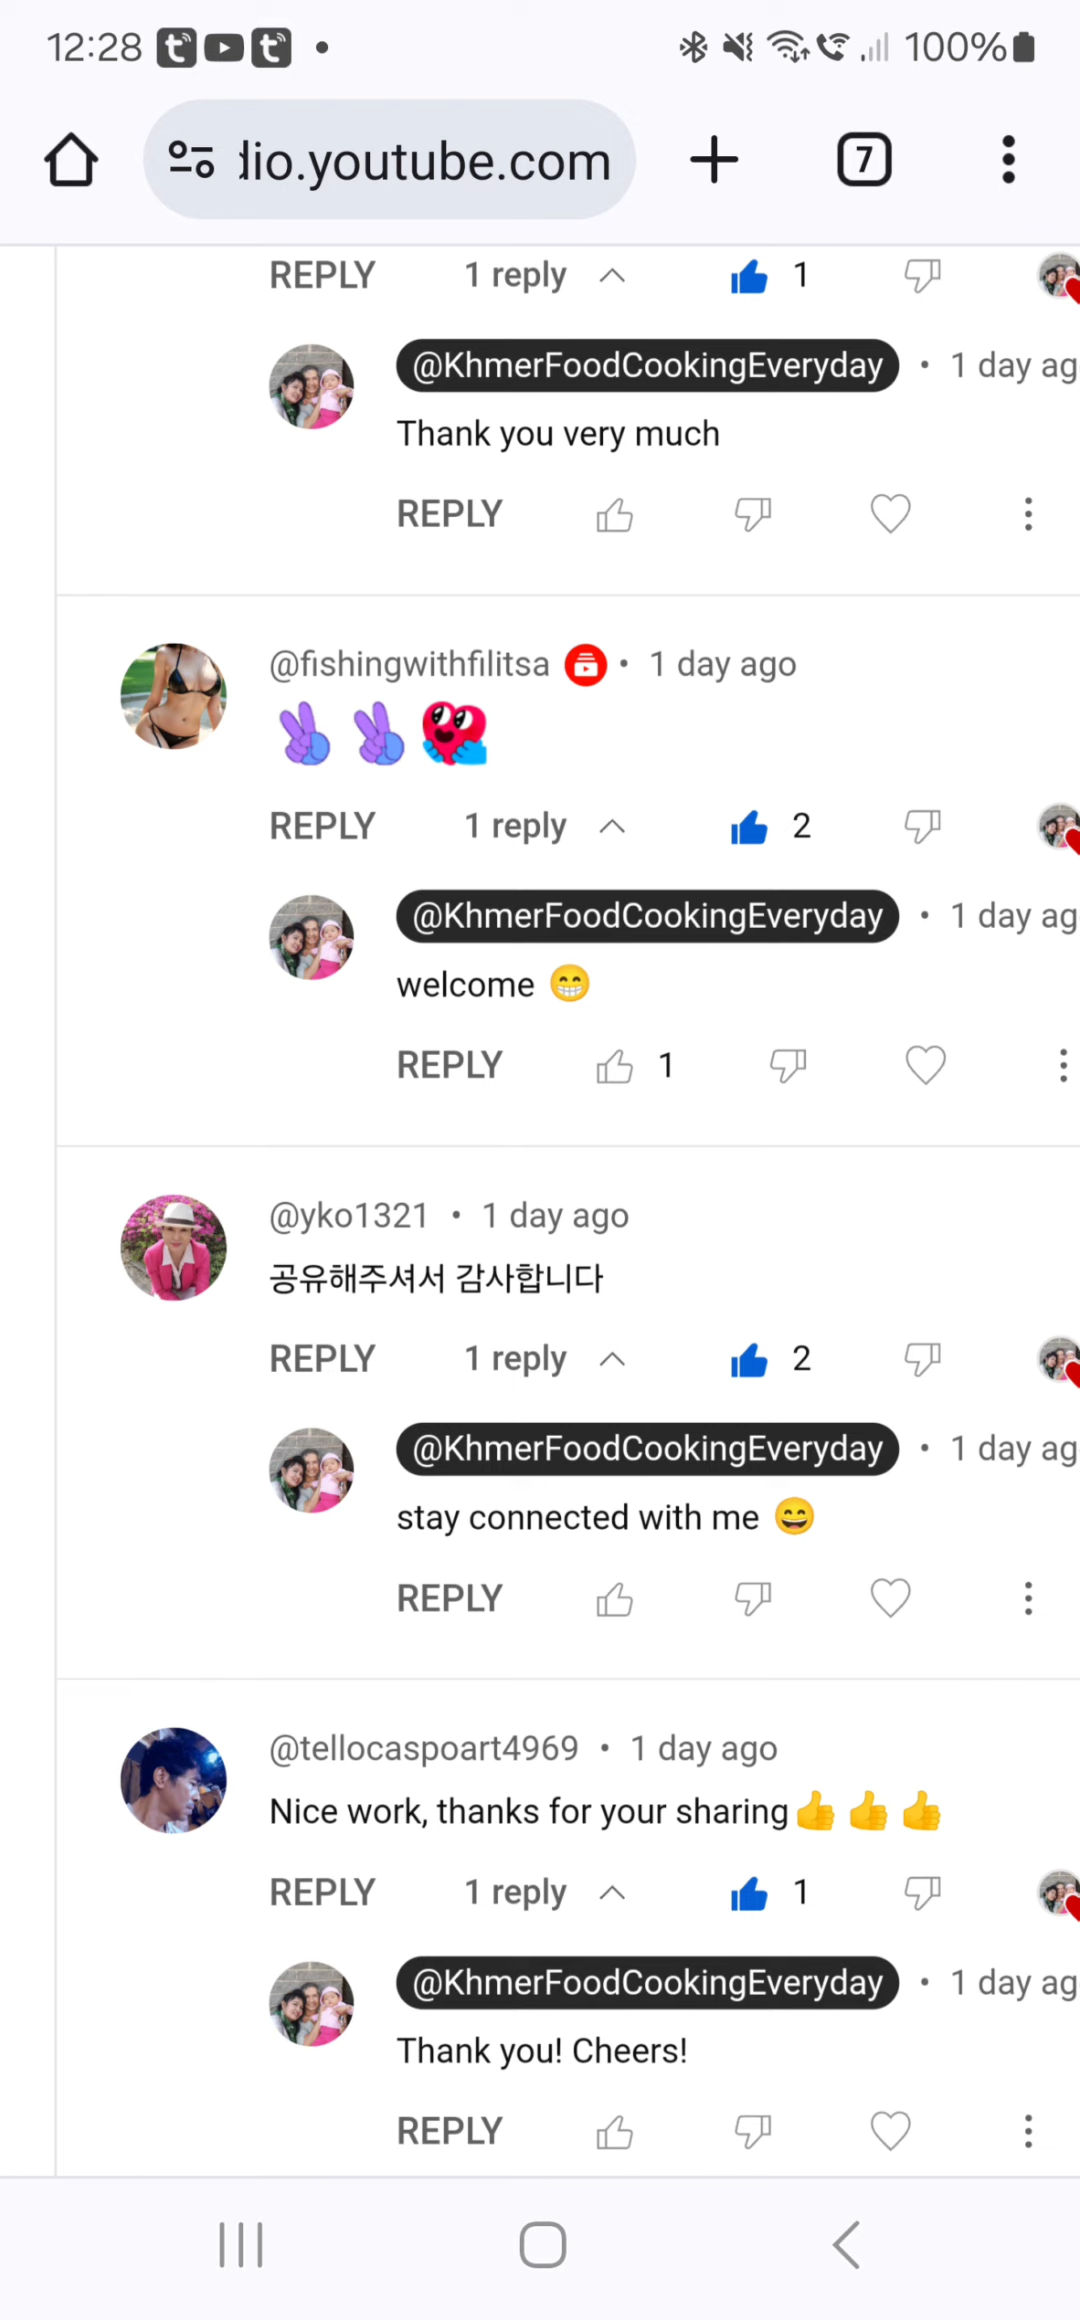 12:28
100%
dio.youtube.com
7
REPLY 1 reply 1
@KhmerFoodCookingEveryday • 1 day ag
Thank you very much
REPLY
@fishingwithfilitsa • 1 day ago
✌️✌️
REPLY 1 reply 2
@KhmerFoodCookingEveryday • 1 day ag
welcome 😁
REPLY 1
@yko1321 • 1 day ago
공유해주셔서 감사합니다
REPLY 1 reply 2
@KhmerFoodCookingEveryday • 1 day ag
stay connected with me 😄
REPLY
@tellocaspoart4969 • 1 day ago
Nice work, thanks for your sharing👍👍👍
REPLY 1 reply 1
@KhmerFoodCookingEveryday • 1 day ag
Thank you! Cheers!
REPLY